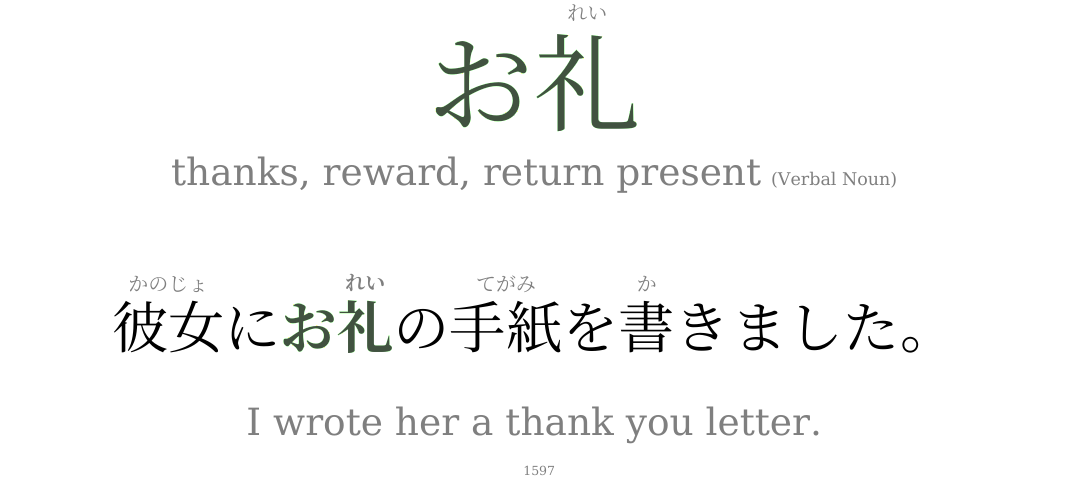 れい
お礼
thanks, reward, return present (Verbal Noun)
かのじょ れい てがみ か
彼女にお礼の手紙を書きました。
I wrote her a thank you letter.
1597